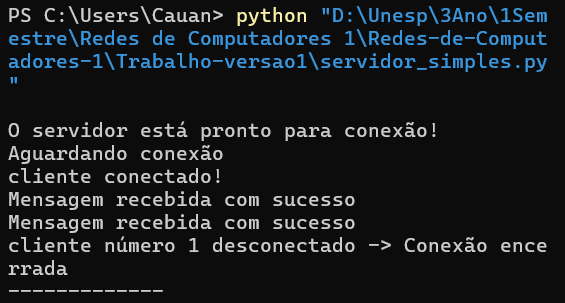 PS C:\Users\Cauan> python "D:\Unesp\3Ano\1Sem
estre\Redes de Computadores 1\Redes-de-Comput
adores-1\Trabalho-versao1\servidor_simples.py
"
O servidor está pronto para conexão!
Aguardando conexão
cliente conectado!
Mensagem recebida com sucesso
Mensagem recebida com sucesso
cliente número 1 desconectado -> Conexão ence
rrada
-------------